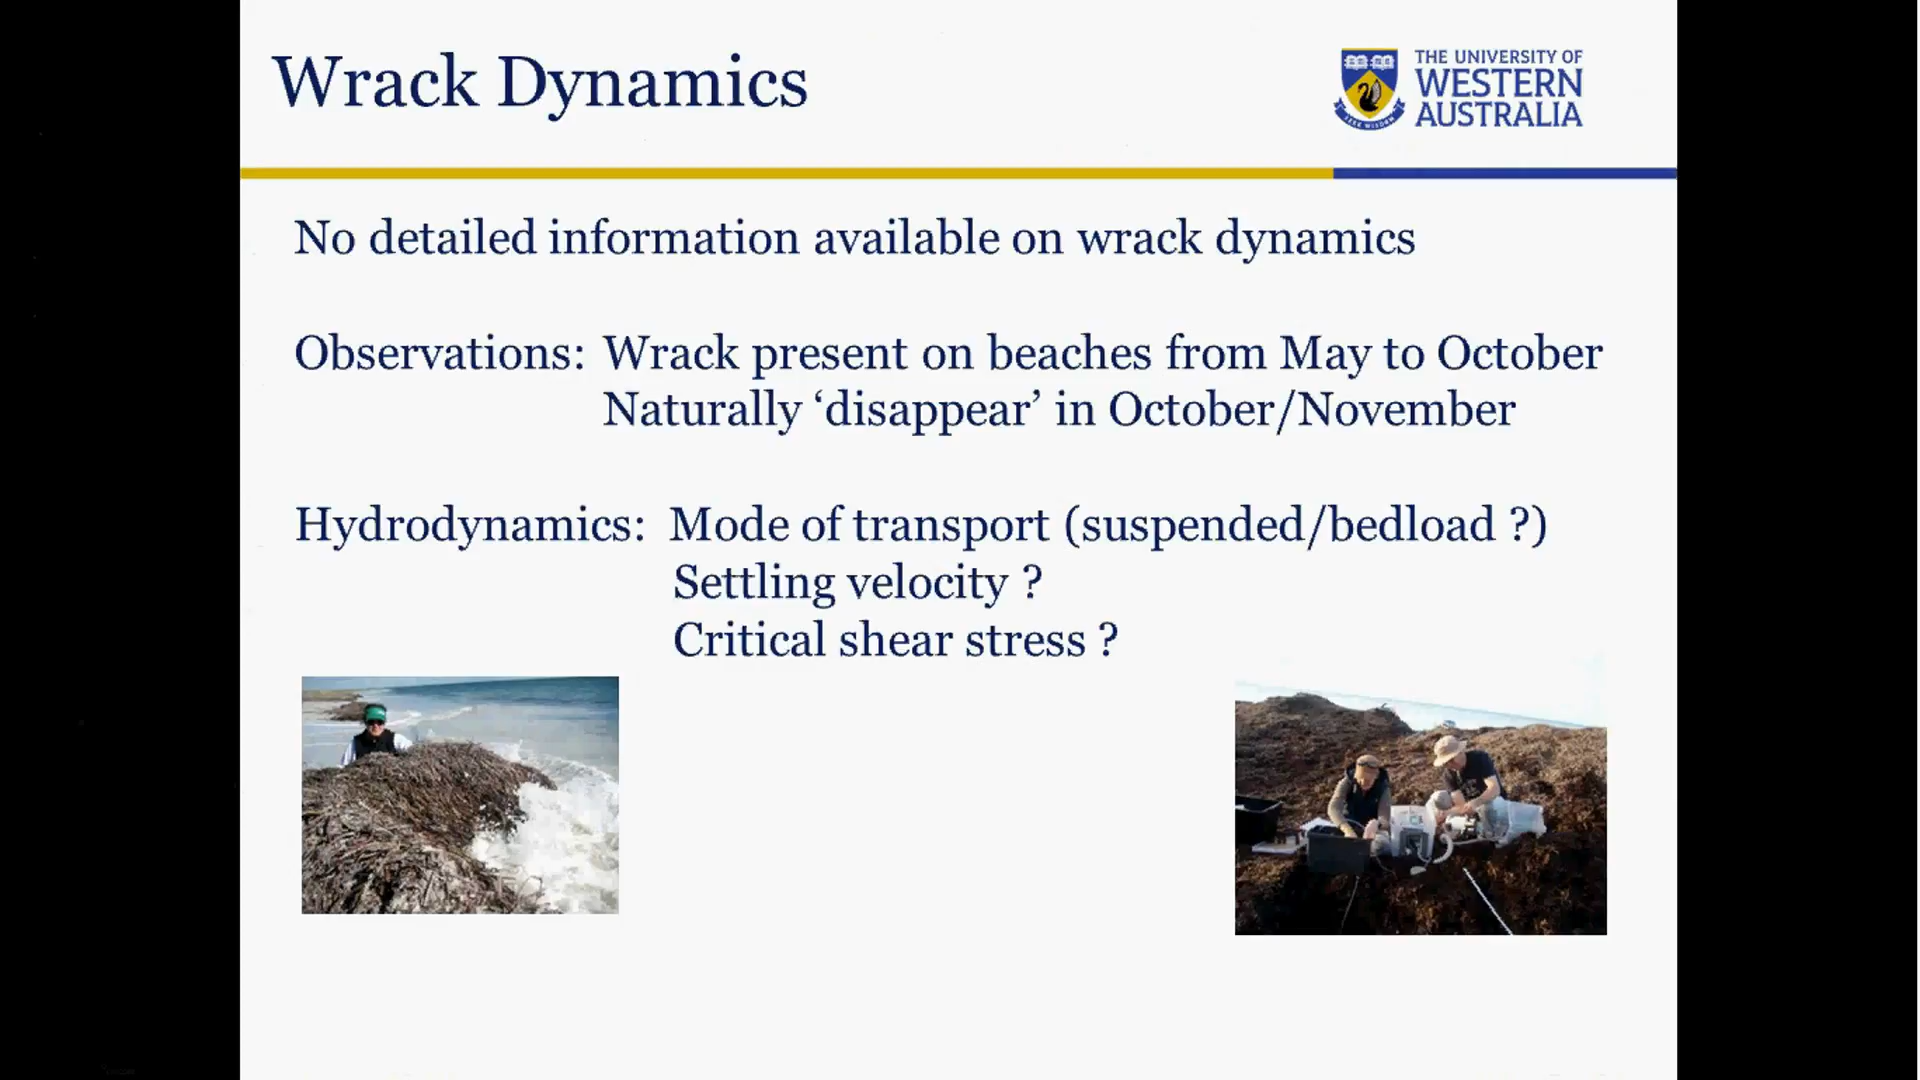 Wrack Dynamics
THE UNIVERSITY OF
WESTERN
AUSTRALIA
SEEK WISDOM
No detailed information available on wrack dynamics
Observations: Wrack present on beaches from May to October
Naturally ‘disappear’ in October/November
Hydrodynamics: Mode of transport (suspended/bedload ?)
Settling velocity ?
Critical shear stress ?